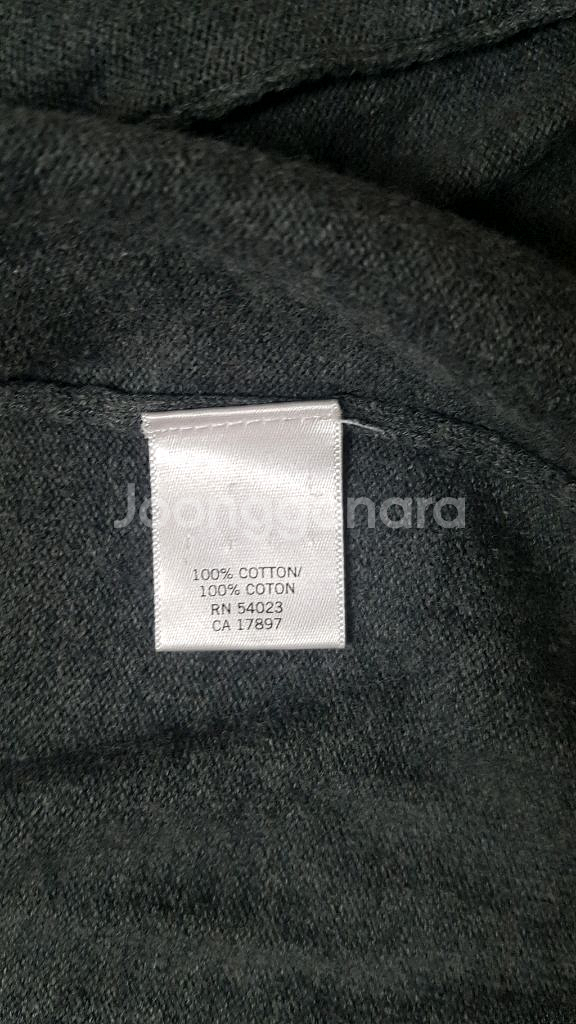 Joonggonara
100% COTTON/
100% COTON
RN 54023
CA 17897